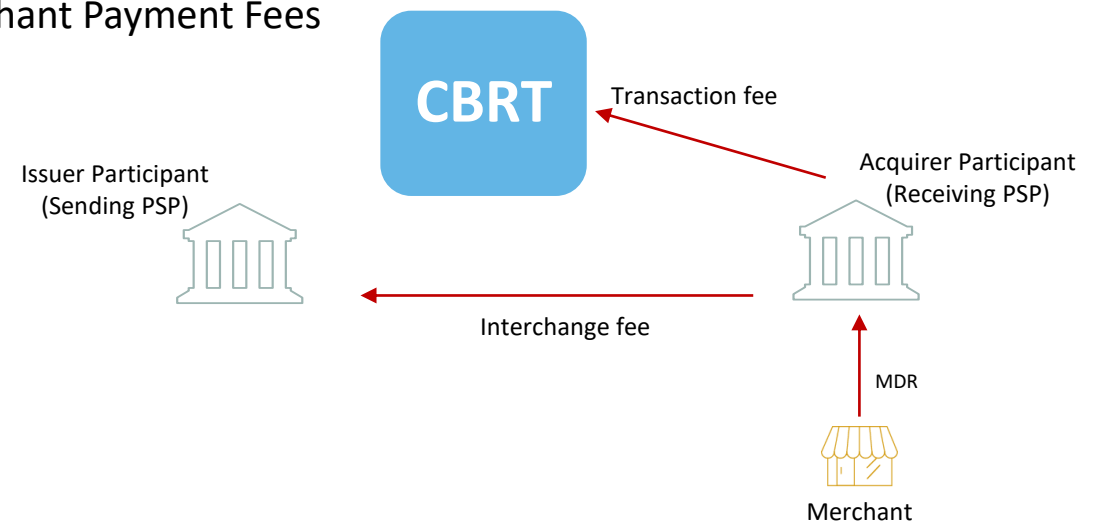 hant Payment Fees
CBRT
Transaction fee
Issuer Participant
(Sending PSP)
Acquirer Participant
(Receiving PSP)
Interchange fee
MDR
Merchant